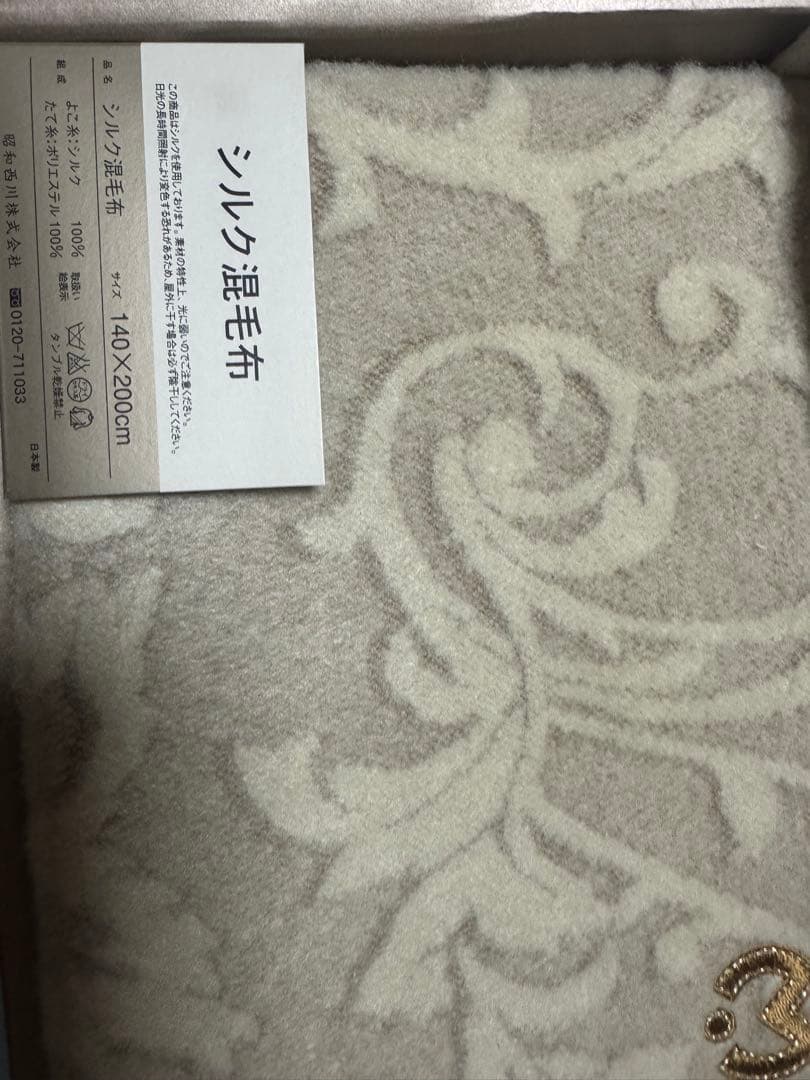 シルク混毛布
この商品はシルクを使用しております。素材の特性上、光に弱いのでご注意ください。
日光の長時間照射により変色する恐れがあるため、屋外に干す場合は必ず陰干ししてください。
品名 シルク混毛布 サイズ 140×200cm
組成 よこ糸:シルク 100% 取扱い絵表示
たて糸:ポリエステル 100% タンブル乾燥禁止
昭和西川株式会社 0120-711033 日本製